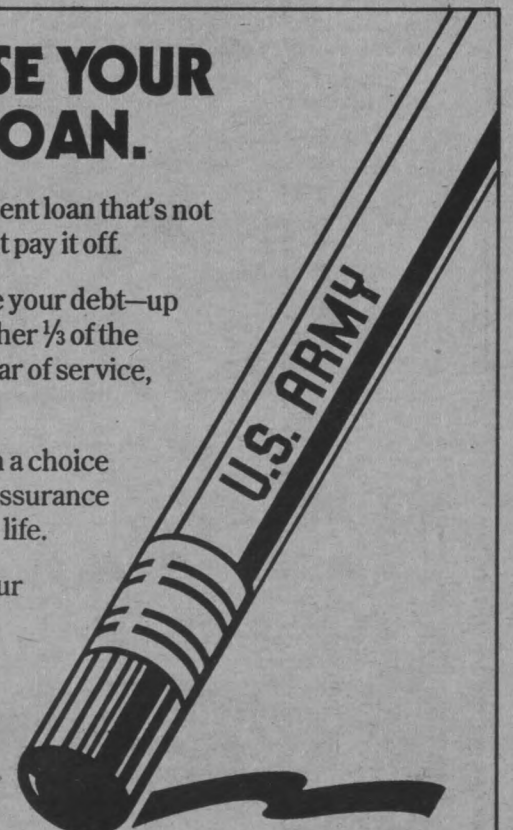 SE YOUR
OAN.
ent loan that's not
t pay it off.
e your debt—up
her ⅓ of the
ar of service,
a choice
ssurance
life.
ur
U.S. ARMY